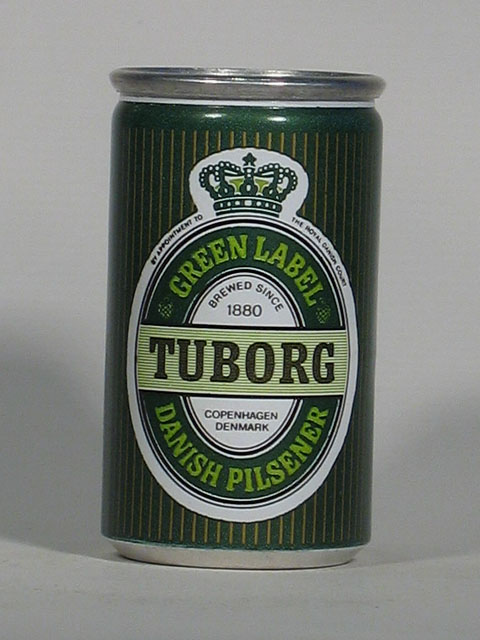 BY APPOINTMENT TO THE ROYAL DANISH COURT
GREEN LABEL
BREWED SINCE
1880
TUBORG
COPENHAGEN
DENMARK
DANISH PILSENER